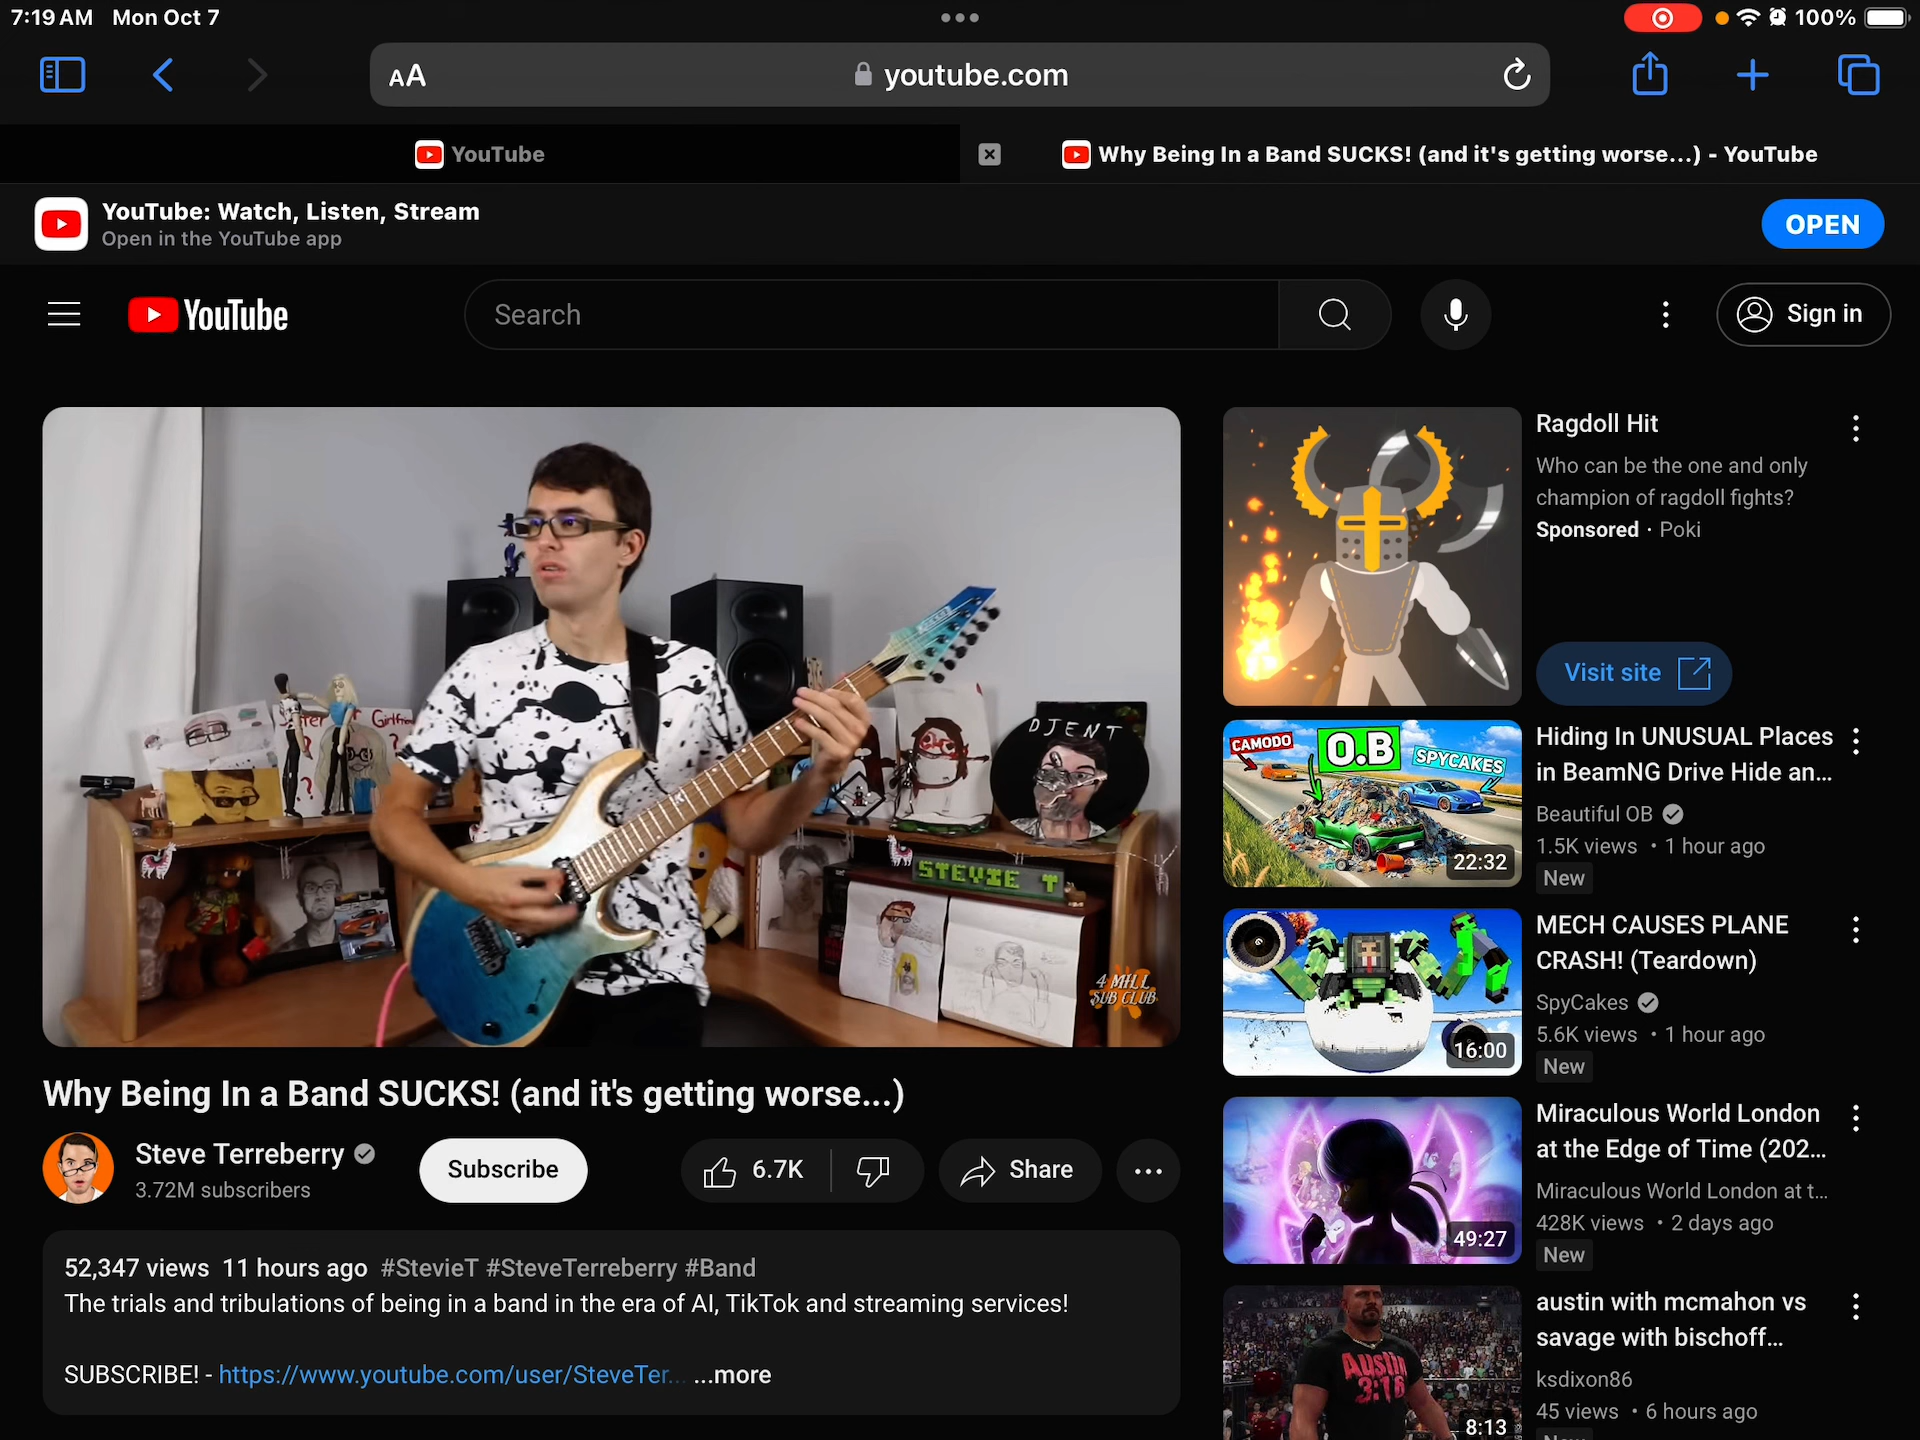 7:19 AM Mon Oct 7
100%
AA
youtube.com
YouTube
Why Being In a Band SUCKS! (and it's getting worse...) - YouTube
YouTube: Watch, Listen, Stream
Open in the YouTube app
OPEN
YouTube
Search
Sign in
DJENT
STEVIE T
4 MILL
SUB CLUB
Why Being In a Band SUCKS! (and it's getting worse...)
Steve Terreberry
3.72M subscribers
Subscribe
6.7K
Share
52,347 views 11 hours ago #StevieT #SteveTerreberry #Band
The trials and tribulations of being in a band in the era of AI, TikTok and streaming services!
SUBSCRIBE! - https://www.youtube.com/user/SteveTer... ...more
Ragdoll Hit
Who can be the one and only
champion of ragdoll fights?
Sponsored · Poki
Visit site
CAMODO
O.B
SPYCAKES
22:32
Hiding In UNUSUAL Places
in BeamNG Drive Hide an...
Beautiful OB
1.5K views • 1 hour ago
New
16:00
MECH CAUSES PLANE
CRASH! (Teardown)
SpyCakes
5.6K views • 1 hour ago
New
49:27
Miraculous World London
at the Edge of Time (202...
Miraculous World London at t...
428K views • 2 days ago
New
Austin
3:16
8:13
austin with mcmahon vs
savage with bischoff...
ksdixon86
45 views • 6 hours ago